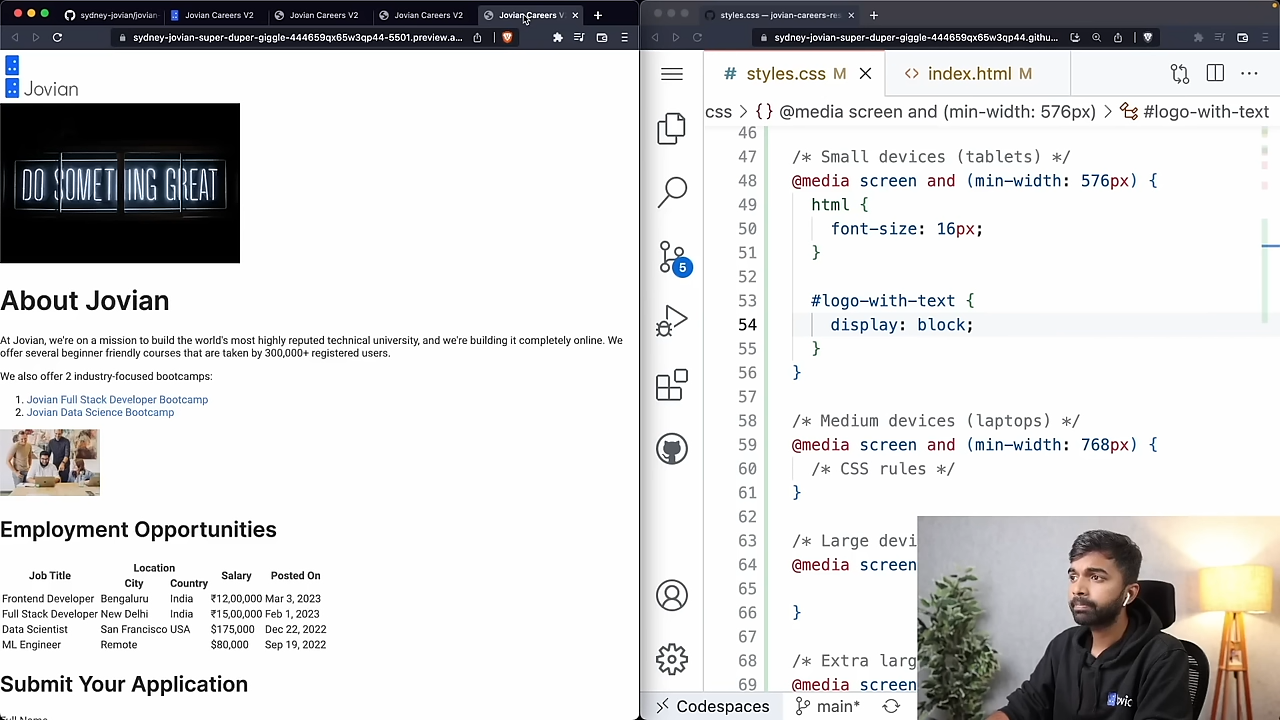 sydney-jovian/jovian-
Jovian Careers V2
Jovian Careers V2
Jovian Careers V2
Jovian Careers V
sydney-jovian-super-duper-giggle-444659qx65w3qp44-5501.preview.a...
Jovian
DO SOMETHING GREAT
About Jovian
At Jovian, we're on a mission to build the world's most highly reputed technical university, and we're building it completely online. We
offer several beginner friendly courses that are taken by 300,000+ registered users.
We also offer 2 industry-focused bootcamps:
1. Jovian Full Stack Developer Bootcamp
2. Jovian Data Science Bootcamp
Employment Opportunities
Job Title Location Salary Posted On
City Country
Frontend Developer Bengaluru India ₹12,00,000 Mar 3, 2023
Full Stack Developer New Delhi India ₹15,00,000 Feb 1, 2023
Data Scientist San Francisco USA $175,000 Dec 22, 2022
ML Engineer Remote $80,000 Sep 19, 2022
Submit Your Application
Full Name
styles.css — jovian-careers-res
sydney-jovian-super-duper-giggle-444659qx65w3qp44.githu...
# styles.css M
<> index.html M
css > {} @media screen and (min-width: 576px) > #logo-with-text
46
47 /* Small devices (tablets) */
48 @media screen and (min-width: 576px) {
49 html {
50 font-size: 16px;
51 }
52
53 #logo-with-text {
54 display: block;
55 }
56 }
57
58 /* Medium devices (laptops) */
59 @media screen and (min-width: 768px) {
60 /* CSS rules */
61 }
62
63 /* Large devi
64 @media screen
65
66 }
67
68 /* Extra larg
69 @media screen
5
Codespaces
main*